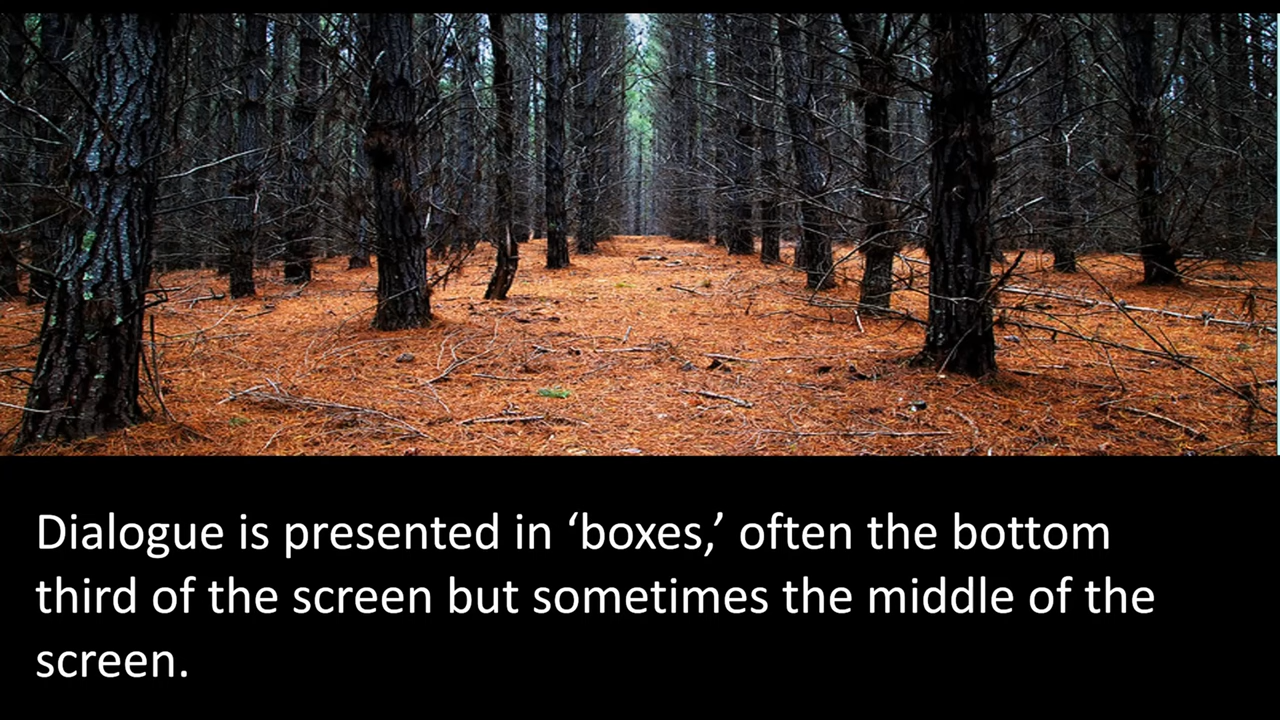 Dialogue is presented in ‘boxes,’ often the bottom
third of the screen but sometimes the middle of the
screen.